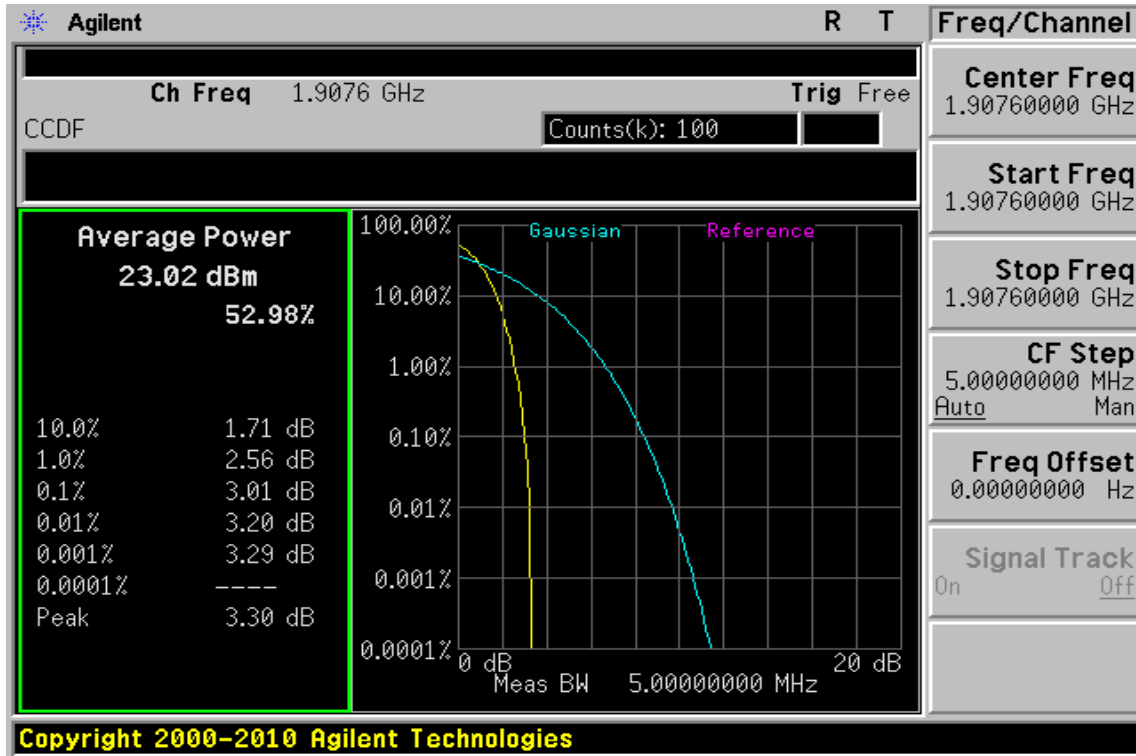 Agilent R T
Ch Freq 1.9076 GHz Trig Free
CCDF Counts(k): 100
Average Power
23.02 dBm
52.98%
10.0% 1.71 dB
1.0% 2.56 dB
0.1% 3.01 dB
0.01% 3.20 dB
0.001% 3.29 dB
0.0001% ----
Peak 3.30 dB
Gaussian Reference
100.00%
10.00%
1.00%
0.10%
0.01%
0.001%
0.0001%
0 dB 20 dB
Meas BW 5.00000000 MHz
Freq/Channel
Center Freq
1.90760000 GHz
Start Freq
1.90760000 GHz
Stop Freq
1.90760000 GHz
CF Step
5.00000000 MHz
Auto Man
Freq Offset
0.00000000 Hz
Signal Track
On Off
Copyright 2000-2010 Agilent Technologies